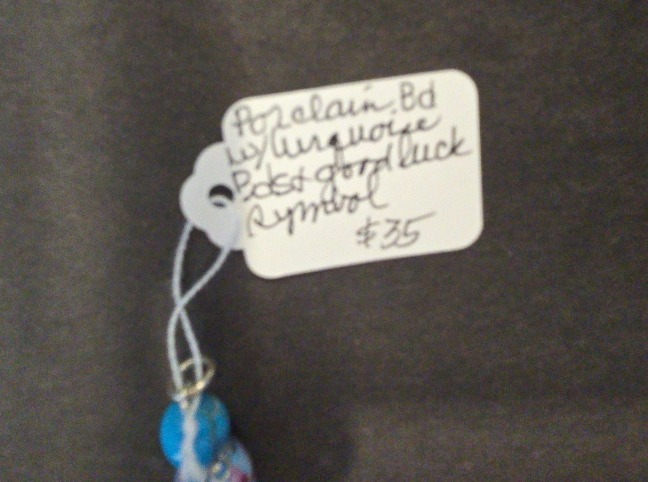 Porclain Bd
w/turquoise
Bds+ good luck
symbol
$35